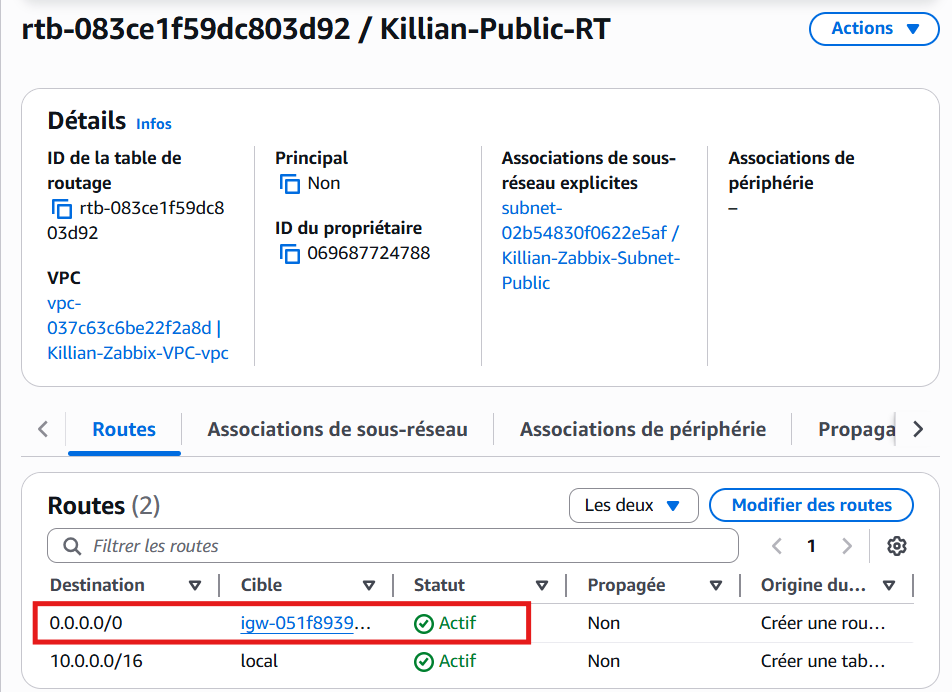 rtb-083ce1f59dc803d92 / Killian-Public-RT
Actions
Détails Infos
ID de la table de
routage
rtb-083ce1f59dc8
03d92
VPC
vpc-
037c63c6be22f2a8d |
Killian-Zabbix-VPC-vpc
Principal
Non
ID du propriétaire
069687724788
Associations de sous-
réseau explicites
subnet-
02b54830f0622e5af /
Killian-Zabbix-Subnet-
Public
Associations de
périphérie
–
Routes Associations de sous-réseau Associations de périphérie Propaga
Routes (2) Les deux Modifier des routes
Filtrer les routes 1
Destination Cible Statut Propagée Origine du...
0.0.0.0/0 igw-051f8939... Actif Non Créer une rou...
10.0.0.0/16 local Actif Non Créer une tab...